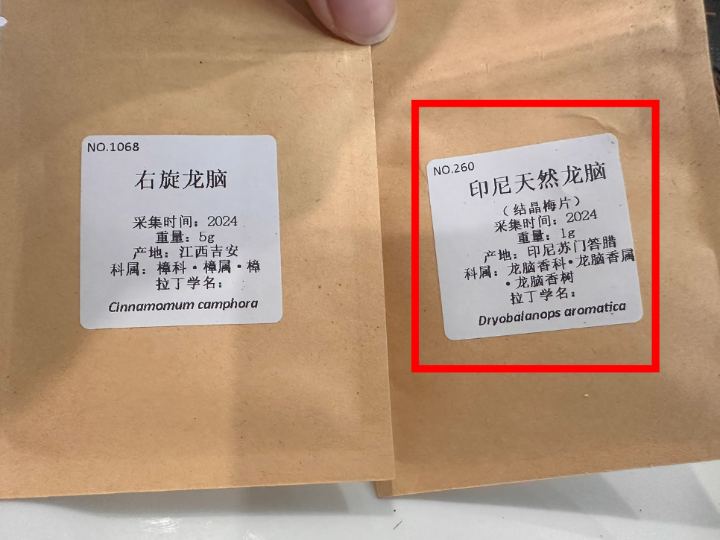 NO.1068
右旋龙脑
采集时间：2024
重量：5g
产地：江西吉安
科属：樟科·樟属·樟
拉丁学名：
Cinnamomum camphora
NO.260
印尼天然龙脑
（结晶梅片）
采集时间：2024
重量：1g
产地：印尼苏门答腊
科属：龙脑香科·龙脑香属
·龙脑香树
拉丁学名：
Dryobalanops aromatica